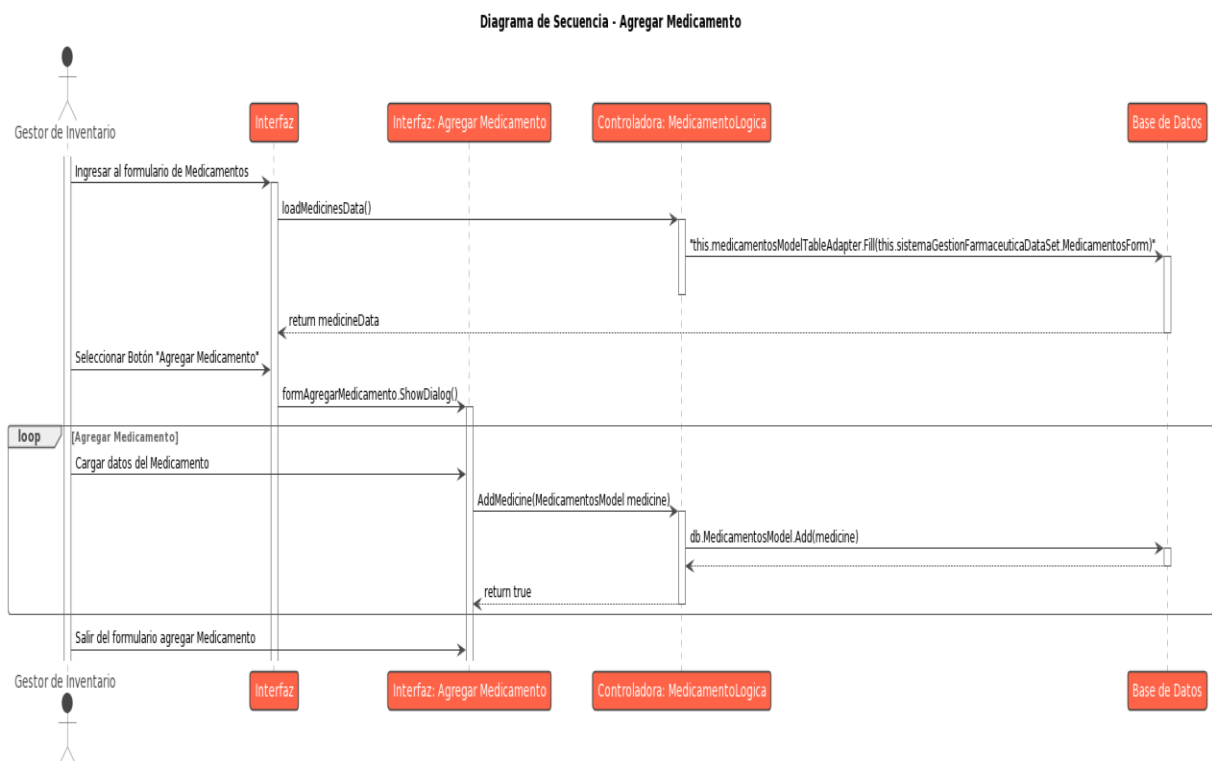 Diagrama de Secuencia - Agregar Medicamento
Gestor de Inventario
Interfaz
Interfaz: Agregar Medicamento
Controladora: MedicamentoLogica
Base de Datos
Ingresar al formulario de Medicamentos
loadMedicinesData()
"this.medicamentosModelTableAdapter.Fill(this.sistemaGestionFarmaceuticaDataSet.MedicamentosForm)"
return medicineData
Seleccionar Botón "Agregar Medicamento"
formAgregarMedicamento.ShowDialog()
loop [Agregar Medicamento]
Cargar datos del Medicamento
AddMedicine(MedicamentosModel medicine)
db.MedicamentosModel.Add(medicine)
return true
Salir del formulario agregar Medicamento
Gestor de Inventario
Interfaz
Interfaz: Agregar Medicamento
Controladora: MedicamentoLogica
Base de Datos